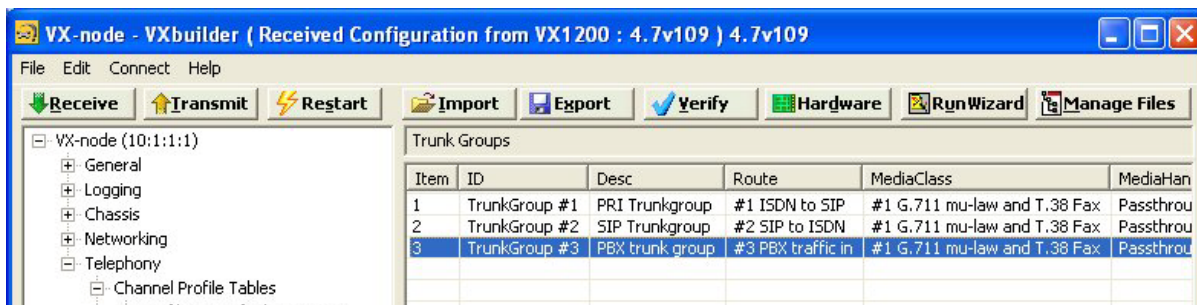 VX-node - VXbuilder ( Received Configuration from VX1200 : 4.7v109 ) 4.7v109
File Edit Connect Help
Receive Transmit Restart Import Export Verify Hardware RunWizard Manage Files
VX-node (10:1:1:1)
General
Logging
Chassis
Networking
Telephony
Channel Profile Tables
Trunk Groups
Item ID Desc Route MediaClass MediaHan
1 TrunkGroup #1 PRI Trunkgroup #1 ISDN to SIP #1 G.711 mu-law and T.38 Fax Passthrou
2 TrunkGroup #2 SIP Trunkgroup #2 SIP to ISDN #1 G.711 mu-law and T.38 Fax Passthrou
3 TrunkGroup #3 PBX trunk group #3 PBX traffic in #1 G.711 mu-law and T.38 Fax Passthrou